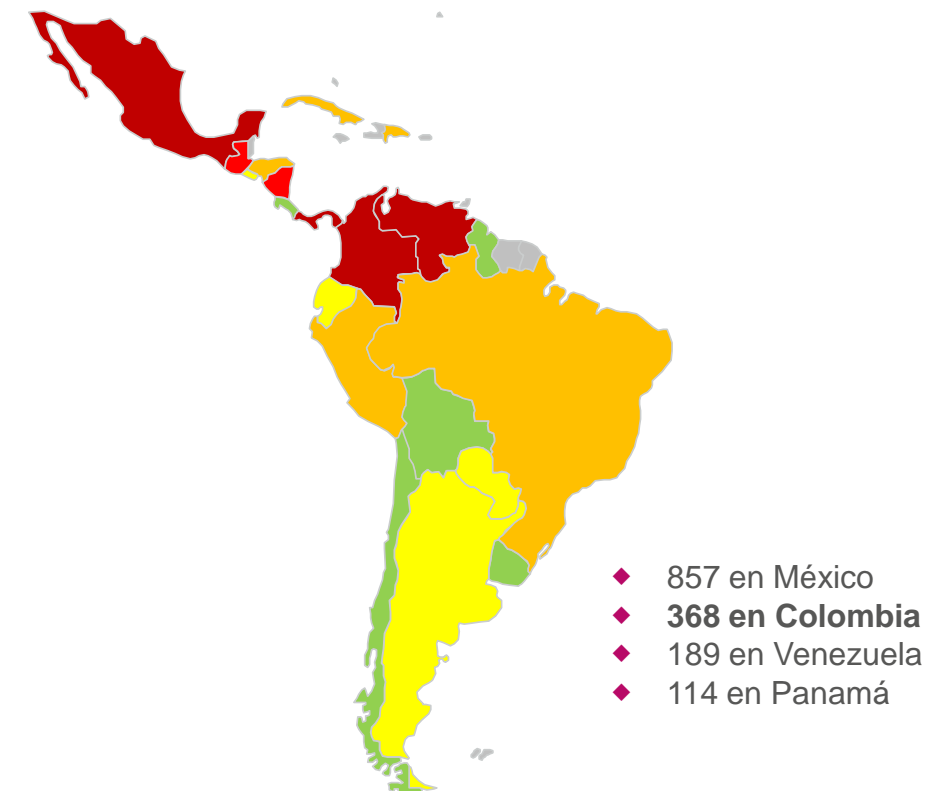 857 en México
368 en Colombia
189 en Venezuela
114 en Panamá